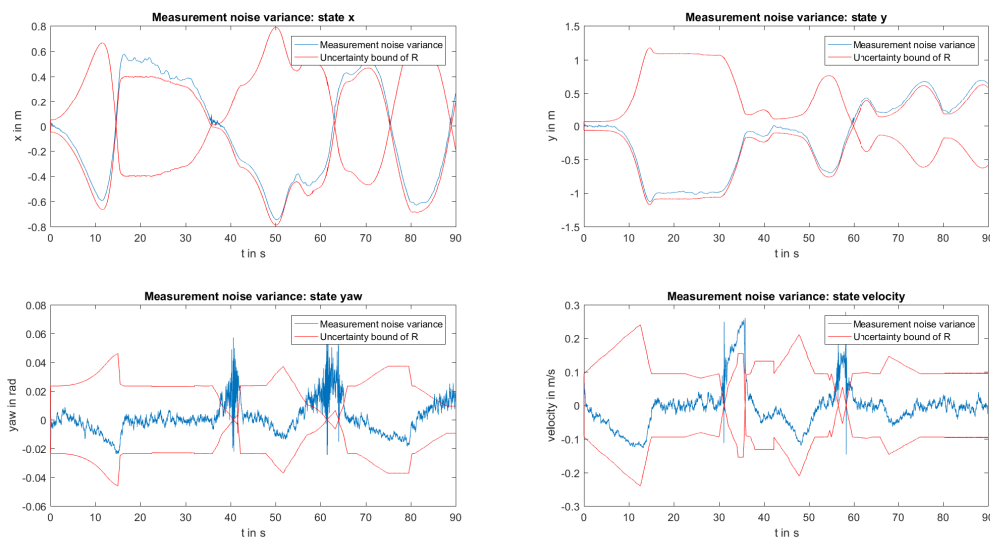 Measurement noise variance: state x
Measurement noise variance
Uncertainty bound of R
x in m
0.8
0.6
0.4
0.2
0
-0.2
-0.4
-0.6
-0.8
0 10 20 30 40 50 60 70 80 90
t in s
Measurement noise variance: state y
Measurement noise variance
Uncertainty bound of R
y in m
1.5
1
0.5
0
-0.5
-1
-1.5
0 10 20 30 40 50 60 70 80 90
t in s
Measurement noise variance: state yaw
Measurement noise variance
Uncertainty bound of R
yaw in rad
0.08
0.06
0.04
0.02
0
-0.02
-0.04
-0.06
0 10 20 30 40 50 60 70 80 90
t in s
Measurement noise variance: state velocity
Measurement noise variance
Uncertainty bound of R
velocity in m/s
0.3
0.2
0.1
0
-0.1
-0.2
-0.3
0 10 20 30 40 50 60 70 80 90
t in s